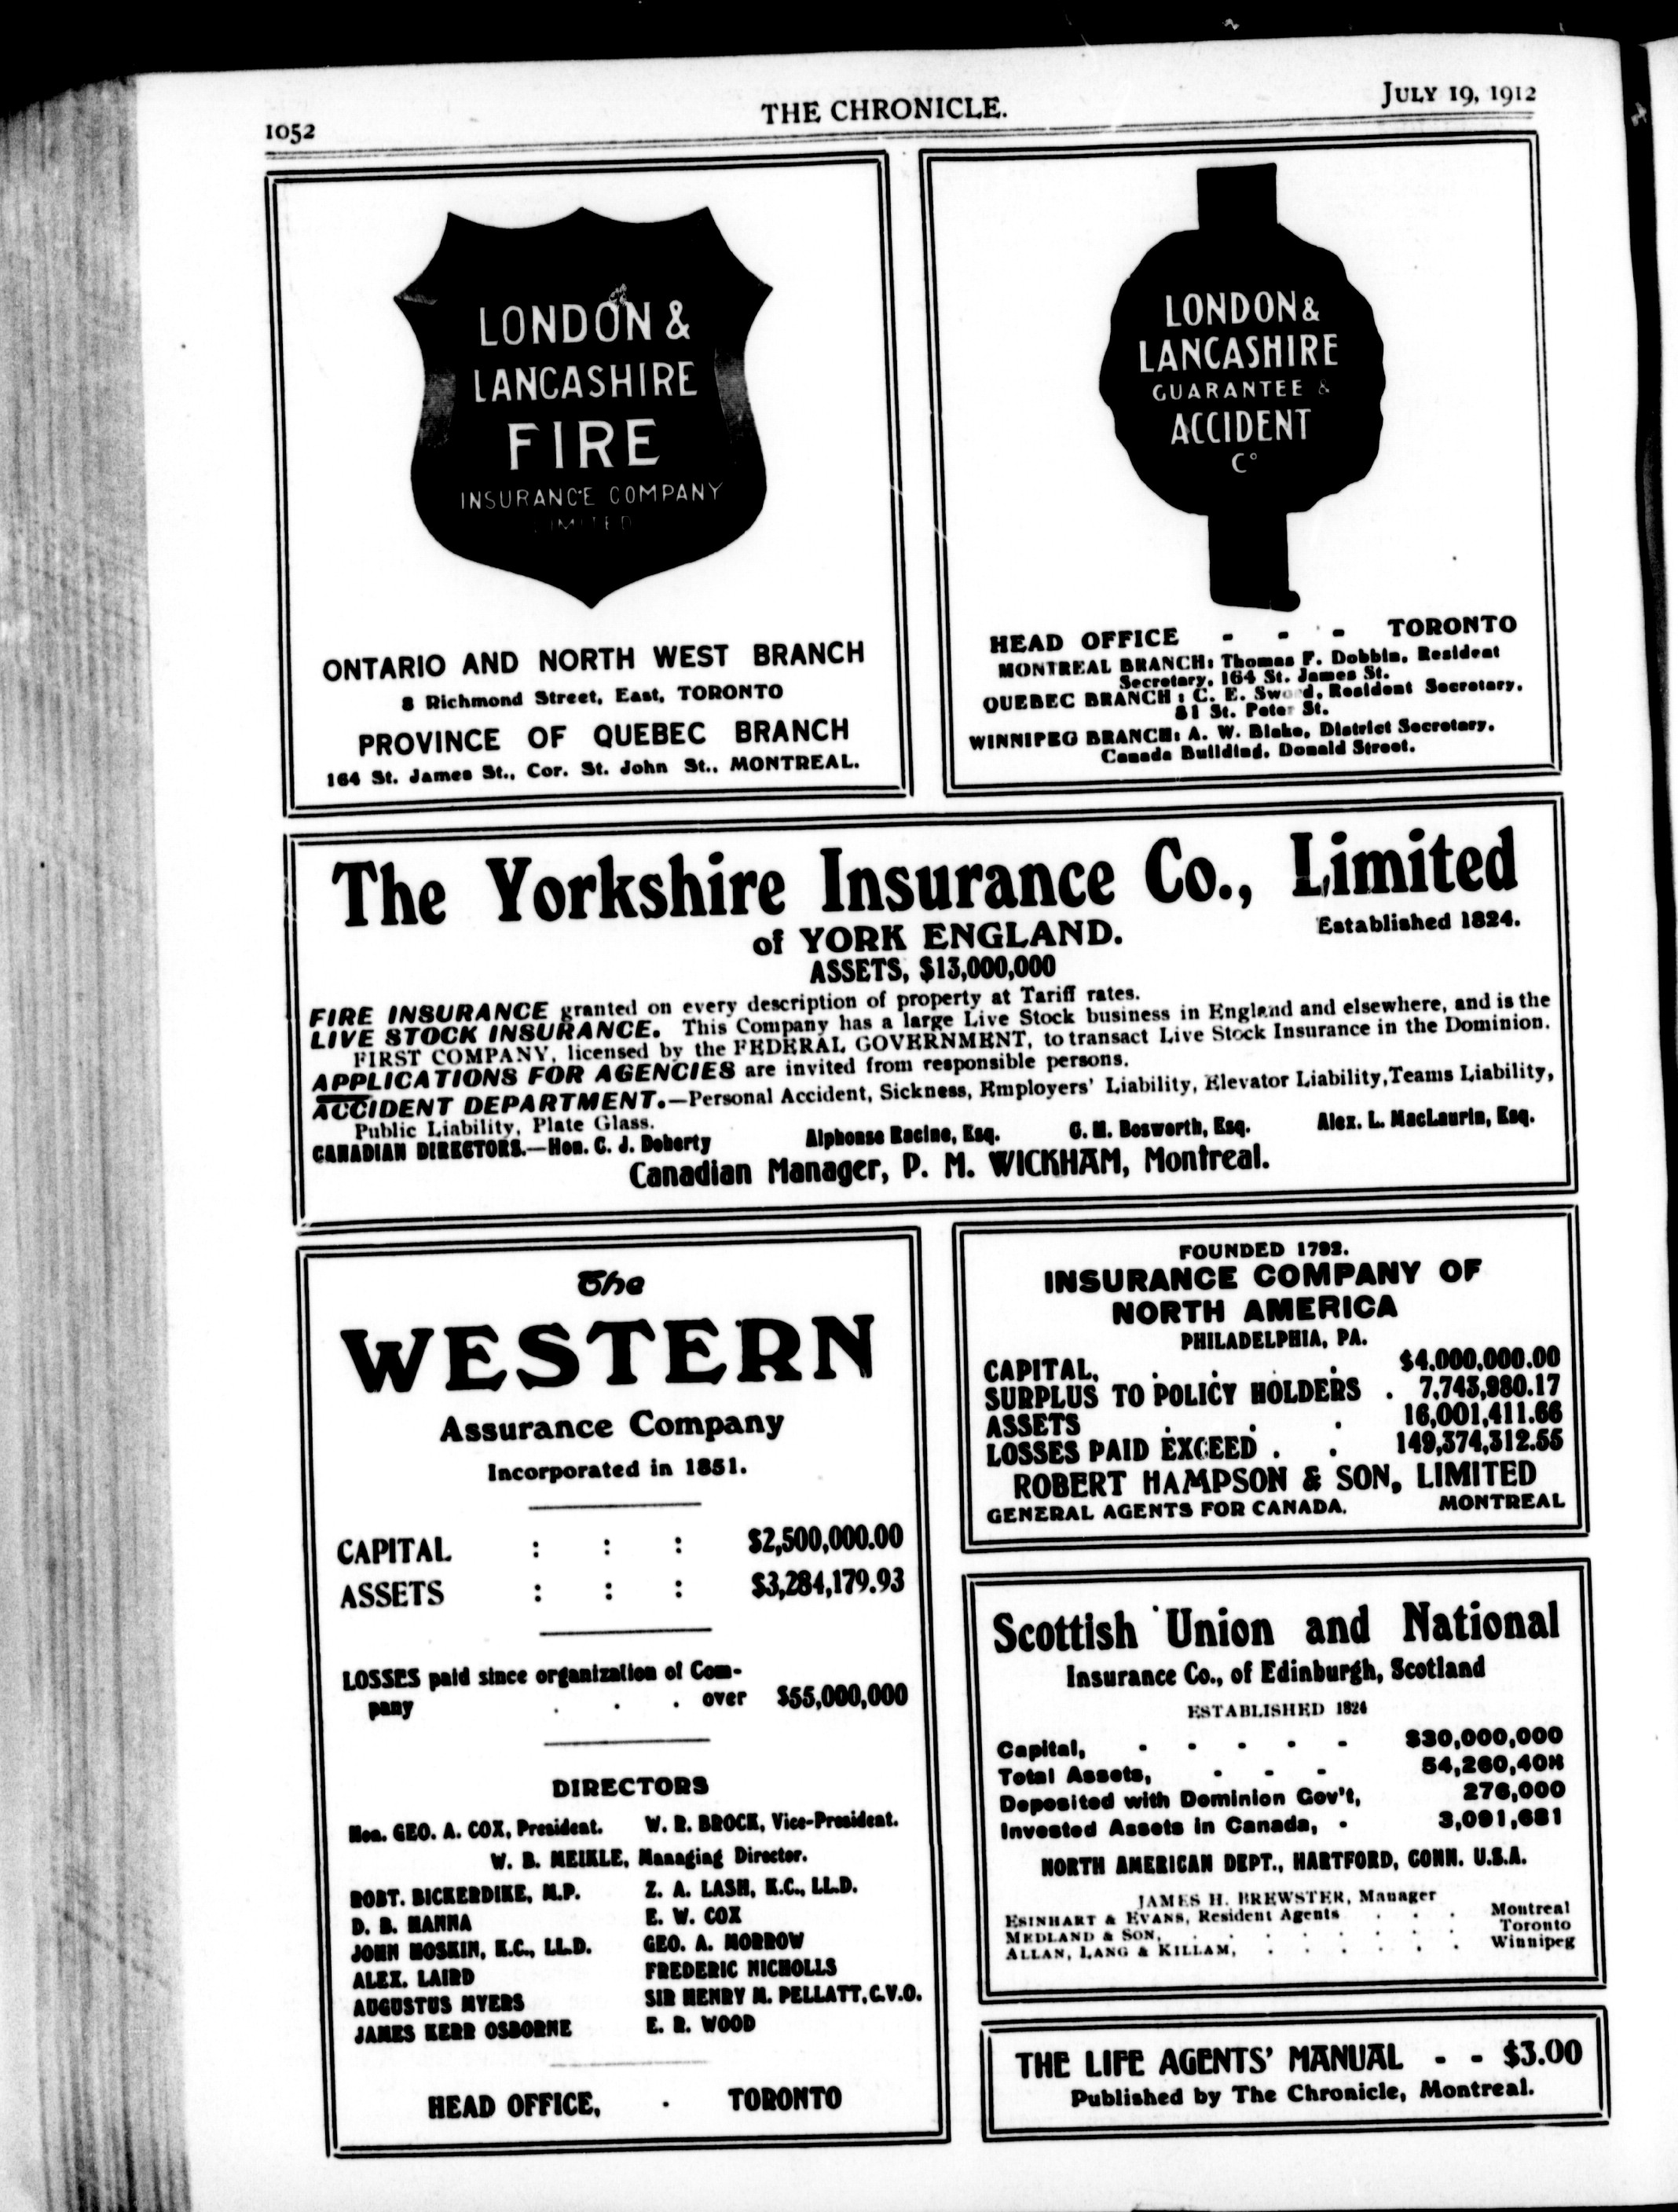 1052
THE CHRONICLE.
JULY 19, 1912
LONDON &
LANCASHIRE
FIRE
INSURANCE COMPANY
LIMITED
ONTARIO AND NORTH WEST BRANCH
8 Richmond Street, East, TORONTO
PROVINCE OF QUEBEC BRANCH
164 St. James St., Cor. St. John St., MONTREAL.
LONDON &
LANCASHIRE
GUARANTEE &
ACCIDENT
Co
HEAD OFFICE - - - TORONTO
MONTREAL BRANCH: Thomas F. Dobbin, Resident
Secretary, 164 St. James St.
QUEBEC BRANCH: C. E. Sword, Resident Secretary,
81 St. Peter St.
WINNIPEG BRANCH: A. W. Blake, District Secretary,
Canada Building, Donald Street.
The Yorkshire Insurance Co., Limited
of YORK ENGLAND.
Established 1824.
ASSETS, $13,000,000
FIRE INSURANCE granted on every description of property at Tariff rates.
LIVE STOCK INSURANCE. This Company has a large Live Stock business in England and elsewhere, and is the
FIRST COMPANY, licensed by the FEDERAL GOVERNMENT, to transact Live Stock Insurance in the Dominion.
APPLICATIONS FOR AGENCIES are invited from responsible persons.
ACCIDENT DEPARTMENT.—Personal Accident, Sickness, Employers' Liability, Elevator Liability, Teams Liability,
Public Liability, Plate Glass.
CANADIAN DIRECTORS.—Hon. C. J. Doherty Alphonse Racine, Esq. G. M. Bosworth, Esq. Alex. L. MacLaurin, Esq.
Canadian Manager, P. M. WICKHAM, Montreal.
The
WESTERN
Assurance Company
Incorporated in 1851.
CAPITAL : : : $2,500,000.00
ASSETS : : : $3,284,179.93
LOSSES paid since organization of Com-
pany . . . over $55,000,000
DIRECTORS
Hon. GEO. A. COX, President. W. R. BROCK, Vice-President.
W. B. MEIKLE, Managing Director.
ROBT. BICKERDIKE, M.P. Z. A. LASH, K.C., LL.D.
D. B. HANNA E. W. COX
JOHN HOSKIN, K.C., LL.D. GEO. A. MORROW
ALEX. LAIRD FREDERIC NICHOLLS
AUGUSTUS MYERS SIR HENRY M. PELLATT, C.V.O.
JAMES KERR OSBORNE E. R. WOOD
HEAD OFFICE, . TORONTO
FOUNDED 1792.
INSURANCE COMPANY OF
NORTH AMERICA
PHILADELPHIA, PA.
CAPITAL, . . . . $4,000,000.00
SURPLUS TO POLICY HOLDERS . 7,743,980.17
ASSETS . . . 16,001,411.66
LOSSES PAID EXCEED . . 149,374,312.55
ROBERT HAMPSON & SON, LIMITED
GENERAL AGENTS FOR CANADA. MONTREAL
Scottish Union and National
Insurance Co., of Edinburgh, Scotland
ESTABLISHED 1824
Capital, - - - - - $30,000,000
Total Assets, - - - 54,260,408
Deposited with Dominion Gov't, 276,000
Invested Assets in Canada, - 3,091,681
NORTH AMERICAN DEPT., HARTFORD, CONN. U.S.A.
JAMES H. BREWSTER, Manager
ESINHART & EVANS, Resident Agents . . . Montreal
MEDLAND & SON, . . . . . . Toronto
ALLAN, LANG & KILLAM, . . . . . . Winnipeg
THE LIFE AGENTS' MANUAL - - $3.00
Published by The Chronicle, Montreal.